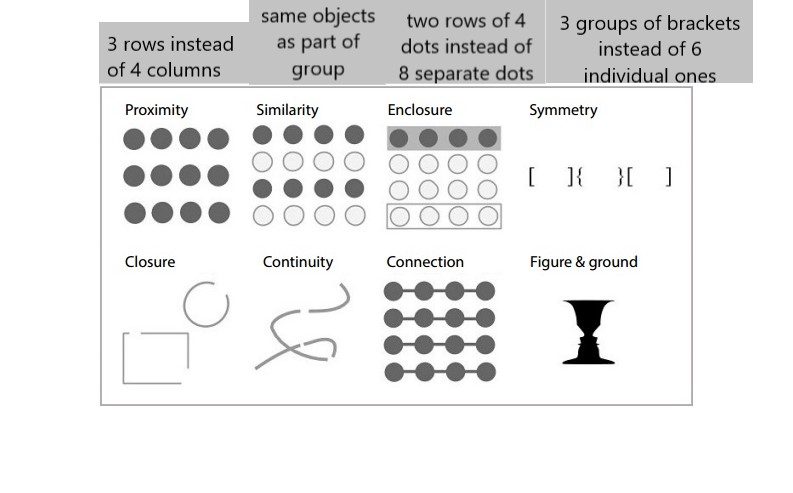 3 rows instead
of 4 columns
same objects
as part of
group
two rows of 4
dots instead of
8 separate dots
3 groups of brackets
instead of 6
individual ones
Proximity
Similarity
Enclosure
Symmetry
[ ]{ }[ ]
Closure
Continuity
Connection
Figure & ground